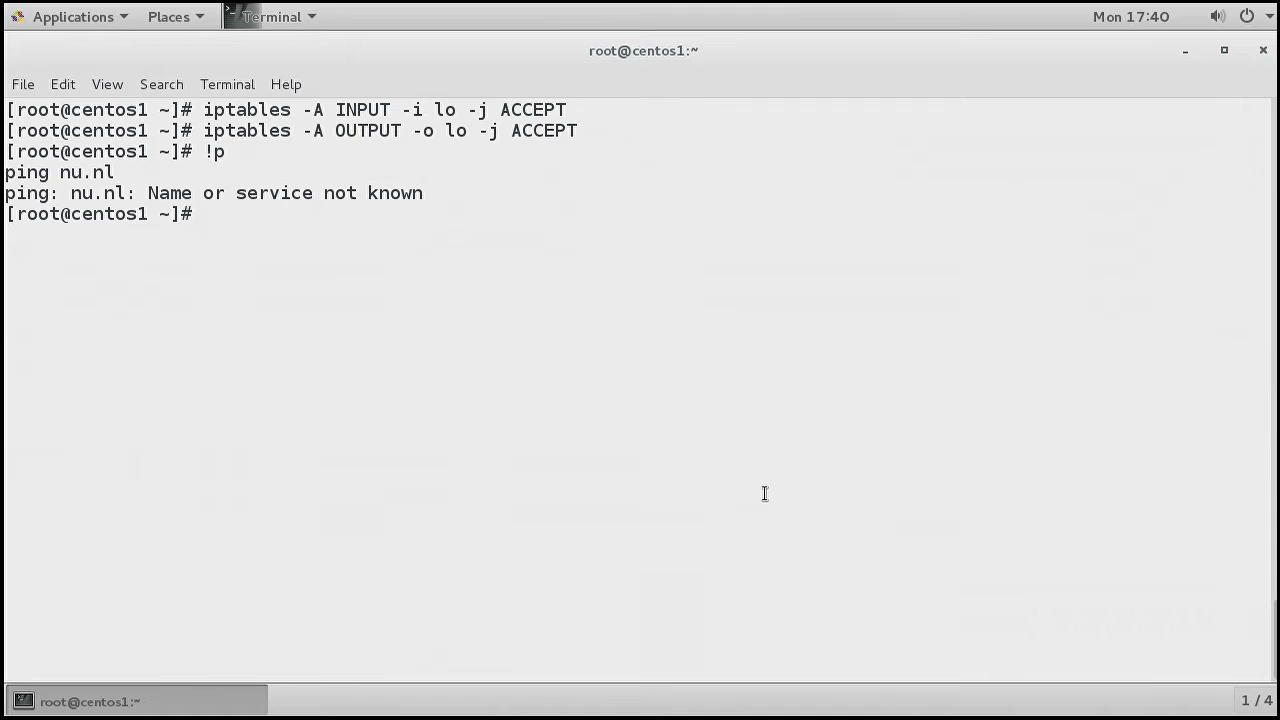 Applications Places Terminal Mon 17:40
root@centos1:~
File Edit View Search Terminal Help
[root@centos1 ~]# iptables -A INPUT -i lo -j ACCEPT
[root@centos1 ~]# iptables -A OUTPUT -o lo -j ACCEPT
[root@centos1 ~]# !p
ping nu.nl
ping: nu.nl: Name or service not known
[root@centos1 ~]#
root@centos1:~ 1 / 4